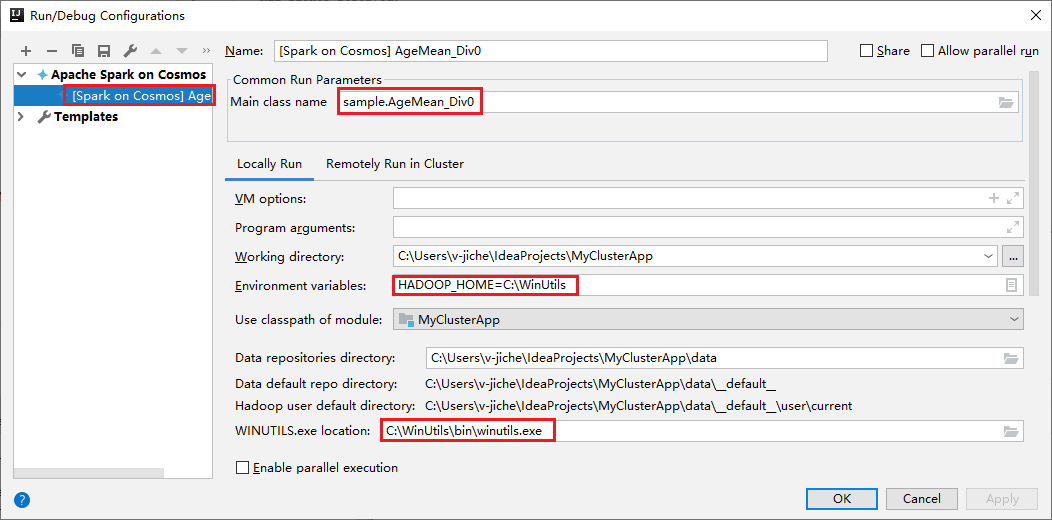 Run/Debug Configurations
Name: [Spark on Cosmos] AgeMean_Div0 Share Allow parallel run
Apache Spark on Cosmos
[Spark on Cosmos] Age
Templates
Common Run Parameters
Main class name sample.AgeMean_Div0
Locally Run Remotely Run in Cluster
VM options:
Program arguments:
Working directory: C:\Users\v-jiche\IdeaProjects\MyClusterApp ...
Environment variables: HADOOP_HOME=C:\WinUtils
Use classpath of module: MyClusterApp
Data repositories directory: C:\Users\v-jiche\IdeaProjects\MyClusterApp\data
Data default repo directory: C:\Users\v-jiche\IdeaProjects\MyClusterApp\data\__default__
Hadoop user default directory: C:\Users\v-jiche\IdeaProjects\MyClusterApp\data\__default__\user\current
WINUTILS.exe location: C:\WinUtils\bin\winutils.exe
Enable parallel execution
? OK Cancel Apply